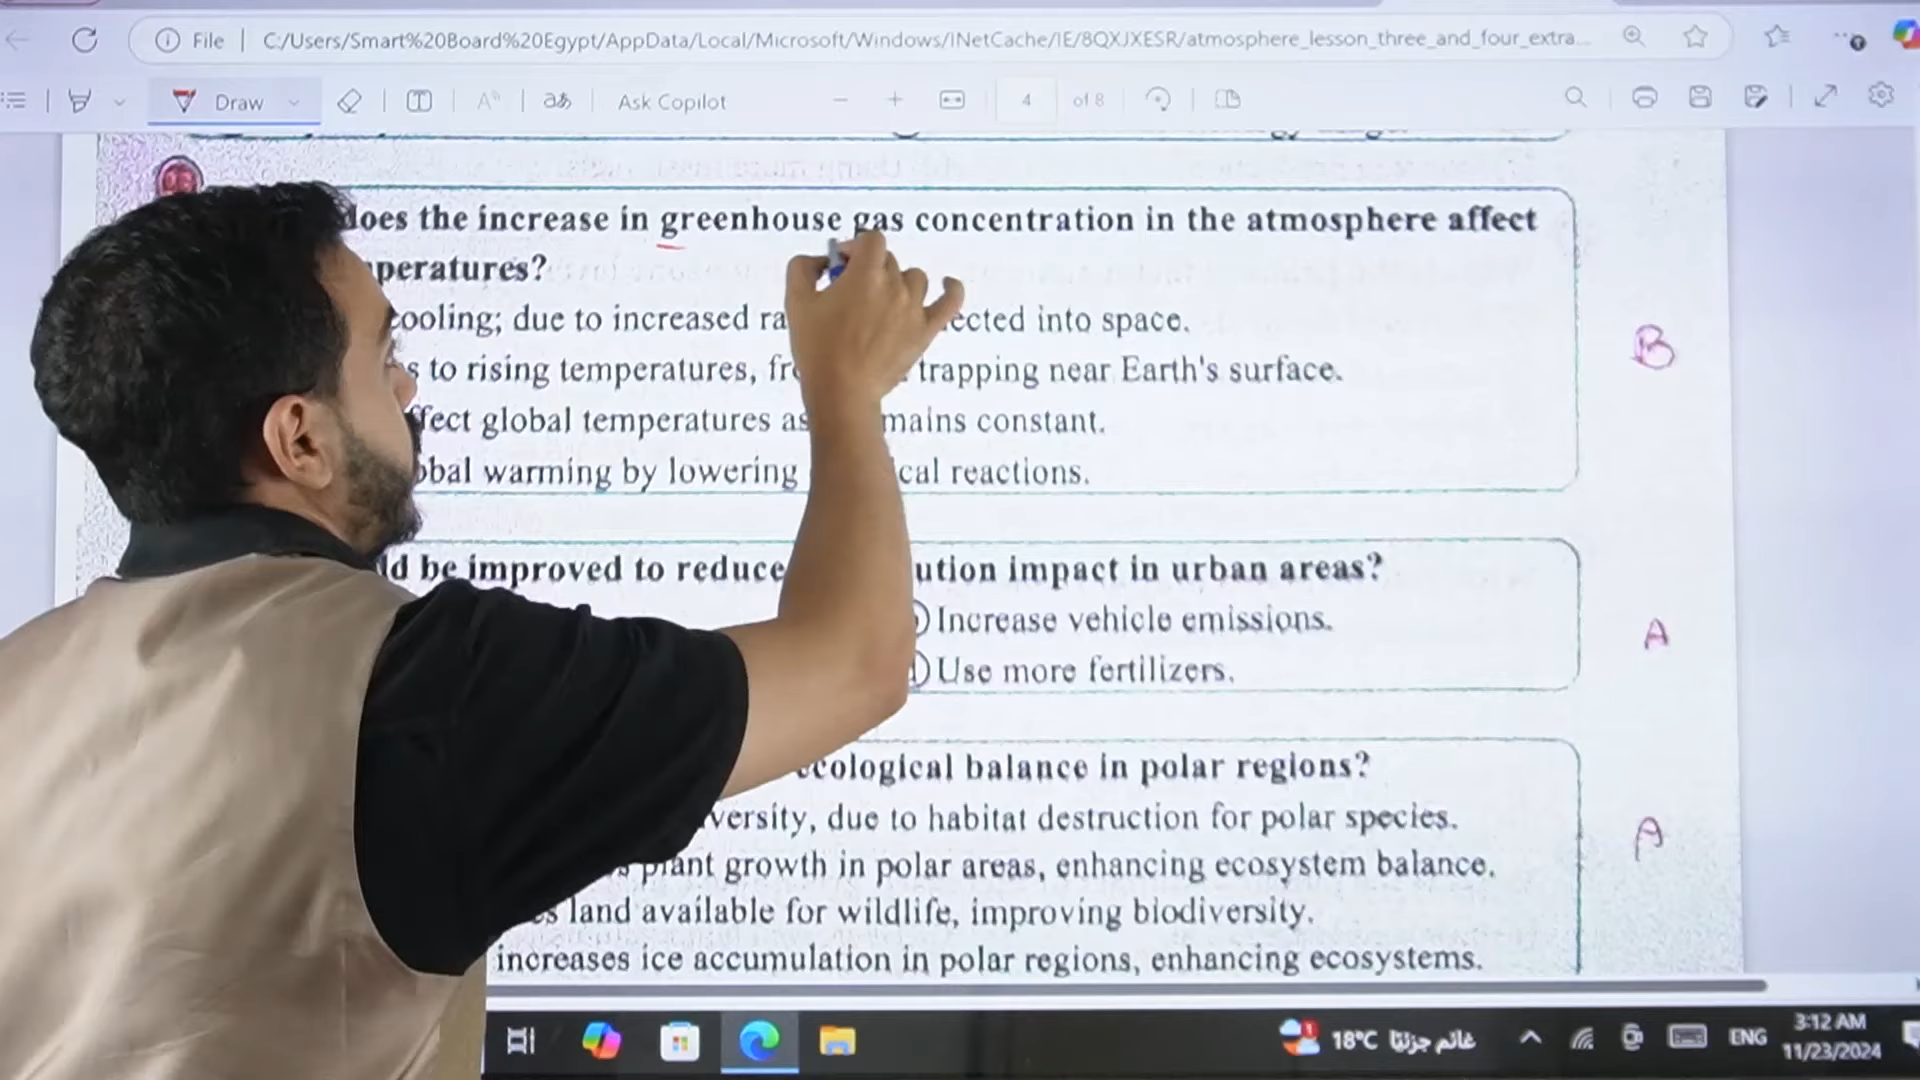 File | C:/Users/Smart%20Board%20Egypt/AppData/Local/Microsoft/Windows/INetCache/IE/8QXJXESR/atmosphere_lesson_three_and_four_extra...
Draw Ask Copilot 4 of 8
does the increase in greenhouse gas concentration in the atmosphere affect
peratures?
cooling; due to increased ra ected into space.
s to rising temperatures, fr trapping near Earth's surface.
B
ffect global temperatures as mains constant.
obal warming by lowering cal reactions.
ld be improved to reduce ution impact in urban areas?
Increase vehicle emissions.
A
Use more fertilizers.
ecological balance in polar regions?
versity, due to habitat destruction for polar species.
A
plant growth in polar areas, enhancing ecosystem balance.
es land available for wildlife, improving biodiversity.
increases ice accumulation in polar regions, enhancing ecosystems.
18°C غائم جزئيًا ENG 3:12 AM
11/23/2024